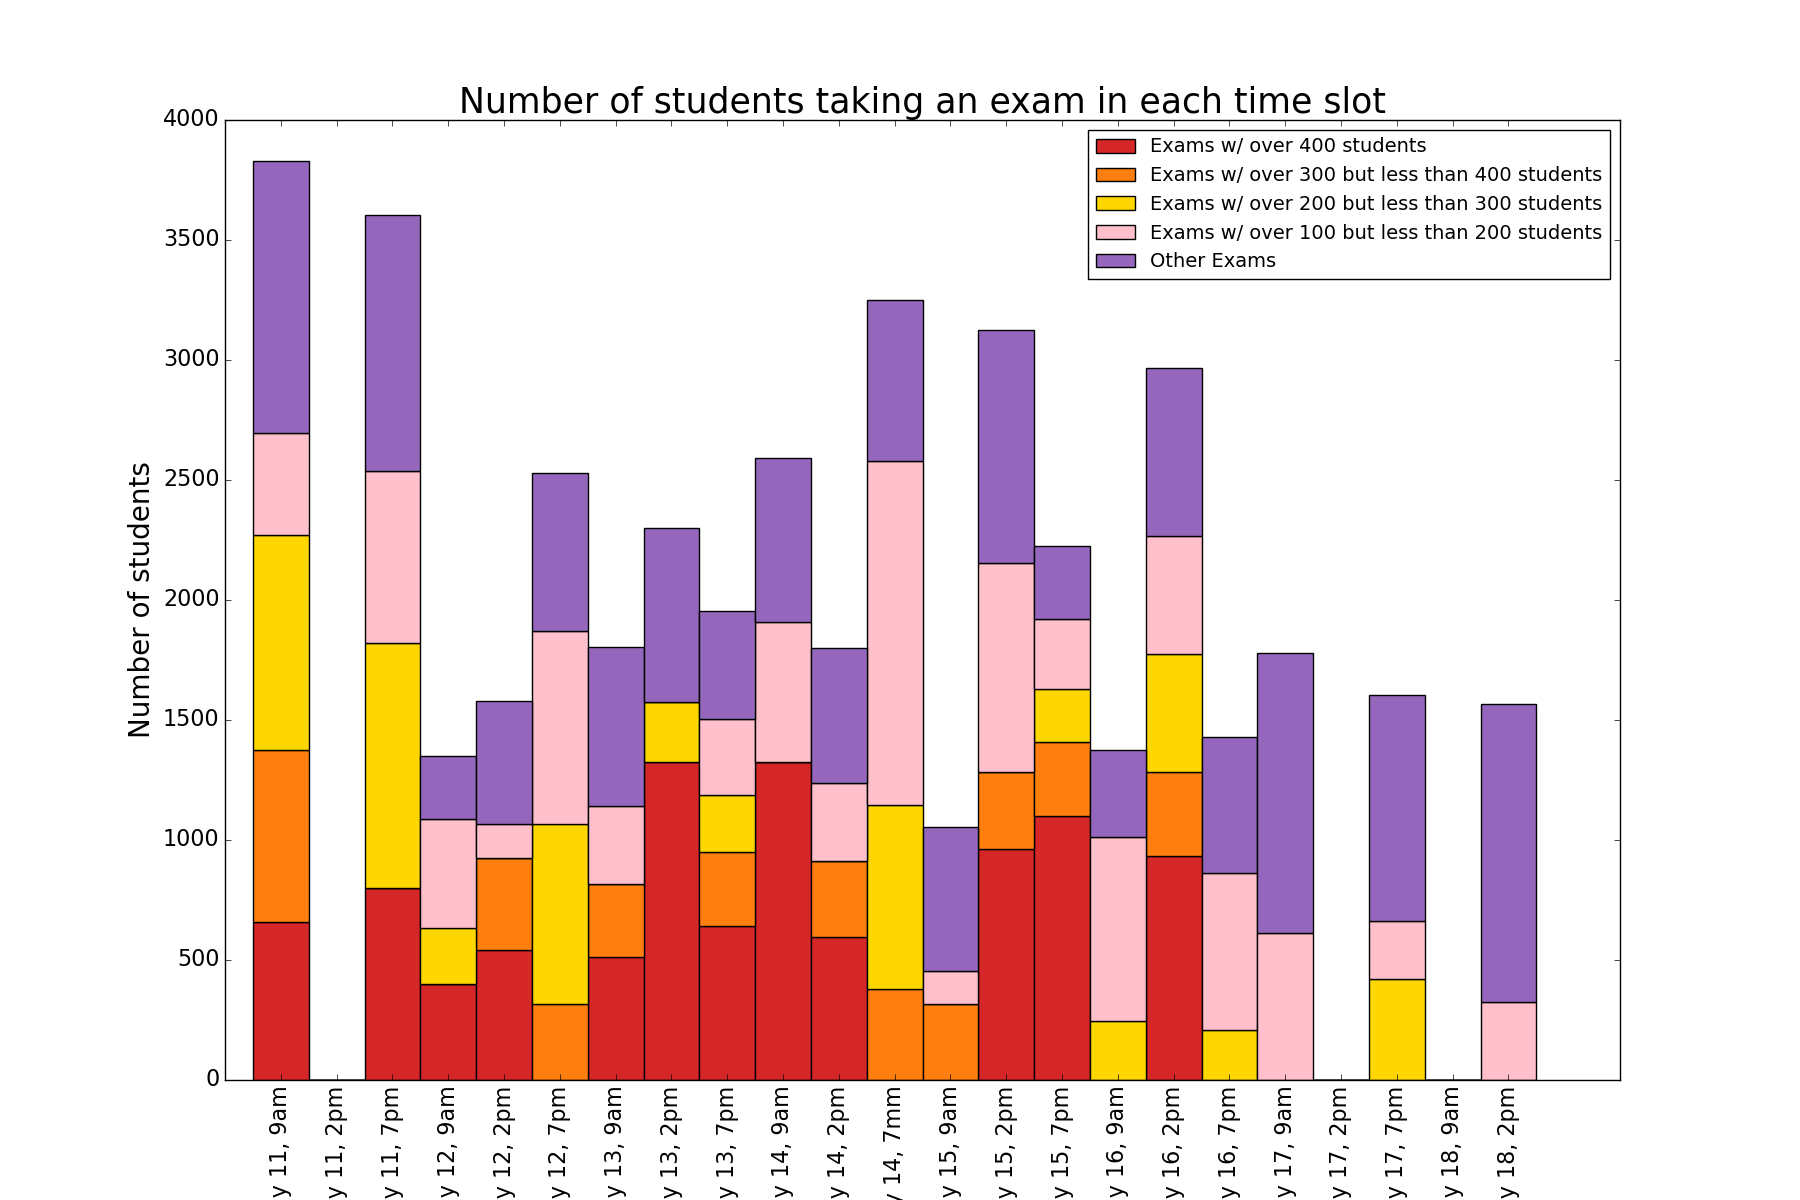 Number of students taking an exam in each time slot
Exams w/ over 400 students
Exams w/ over 300 but less than 400 students
Exams w/ over 200 but less than 300 students
Exams w/ over 100 but less than 200 students
Other Exams
Number of students
4000
3500
3000
2500
2000
1500
1000
500
0
y 11, 9am
y 11, 2pm
y 11, 7pm
y 12, 9am
y 12, 2pm
y 12, 7pm
y 13, 9am
y 13, 2pm
y 13, 7pm
y 14, 9am
y 14, 2pm
y 14, 7mm
y 15, 9am
y 15, 2pm
y 15, 7pm
y 16, 9am
y 16, 2pm
y 16, 7pm
y 17, 9am
y 17, 2pm
y 17, 7pm
y 18, 9am
y 18, 2pm